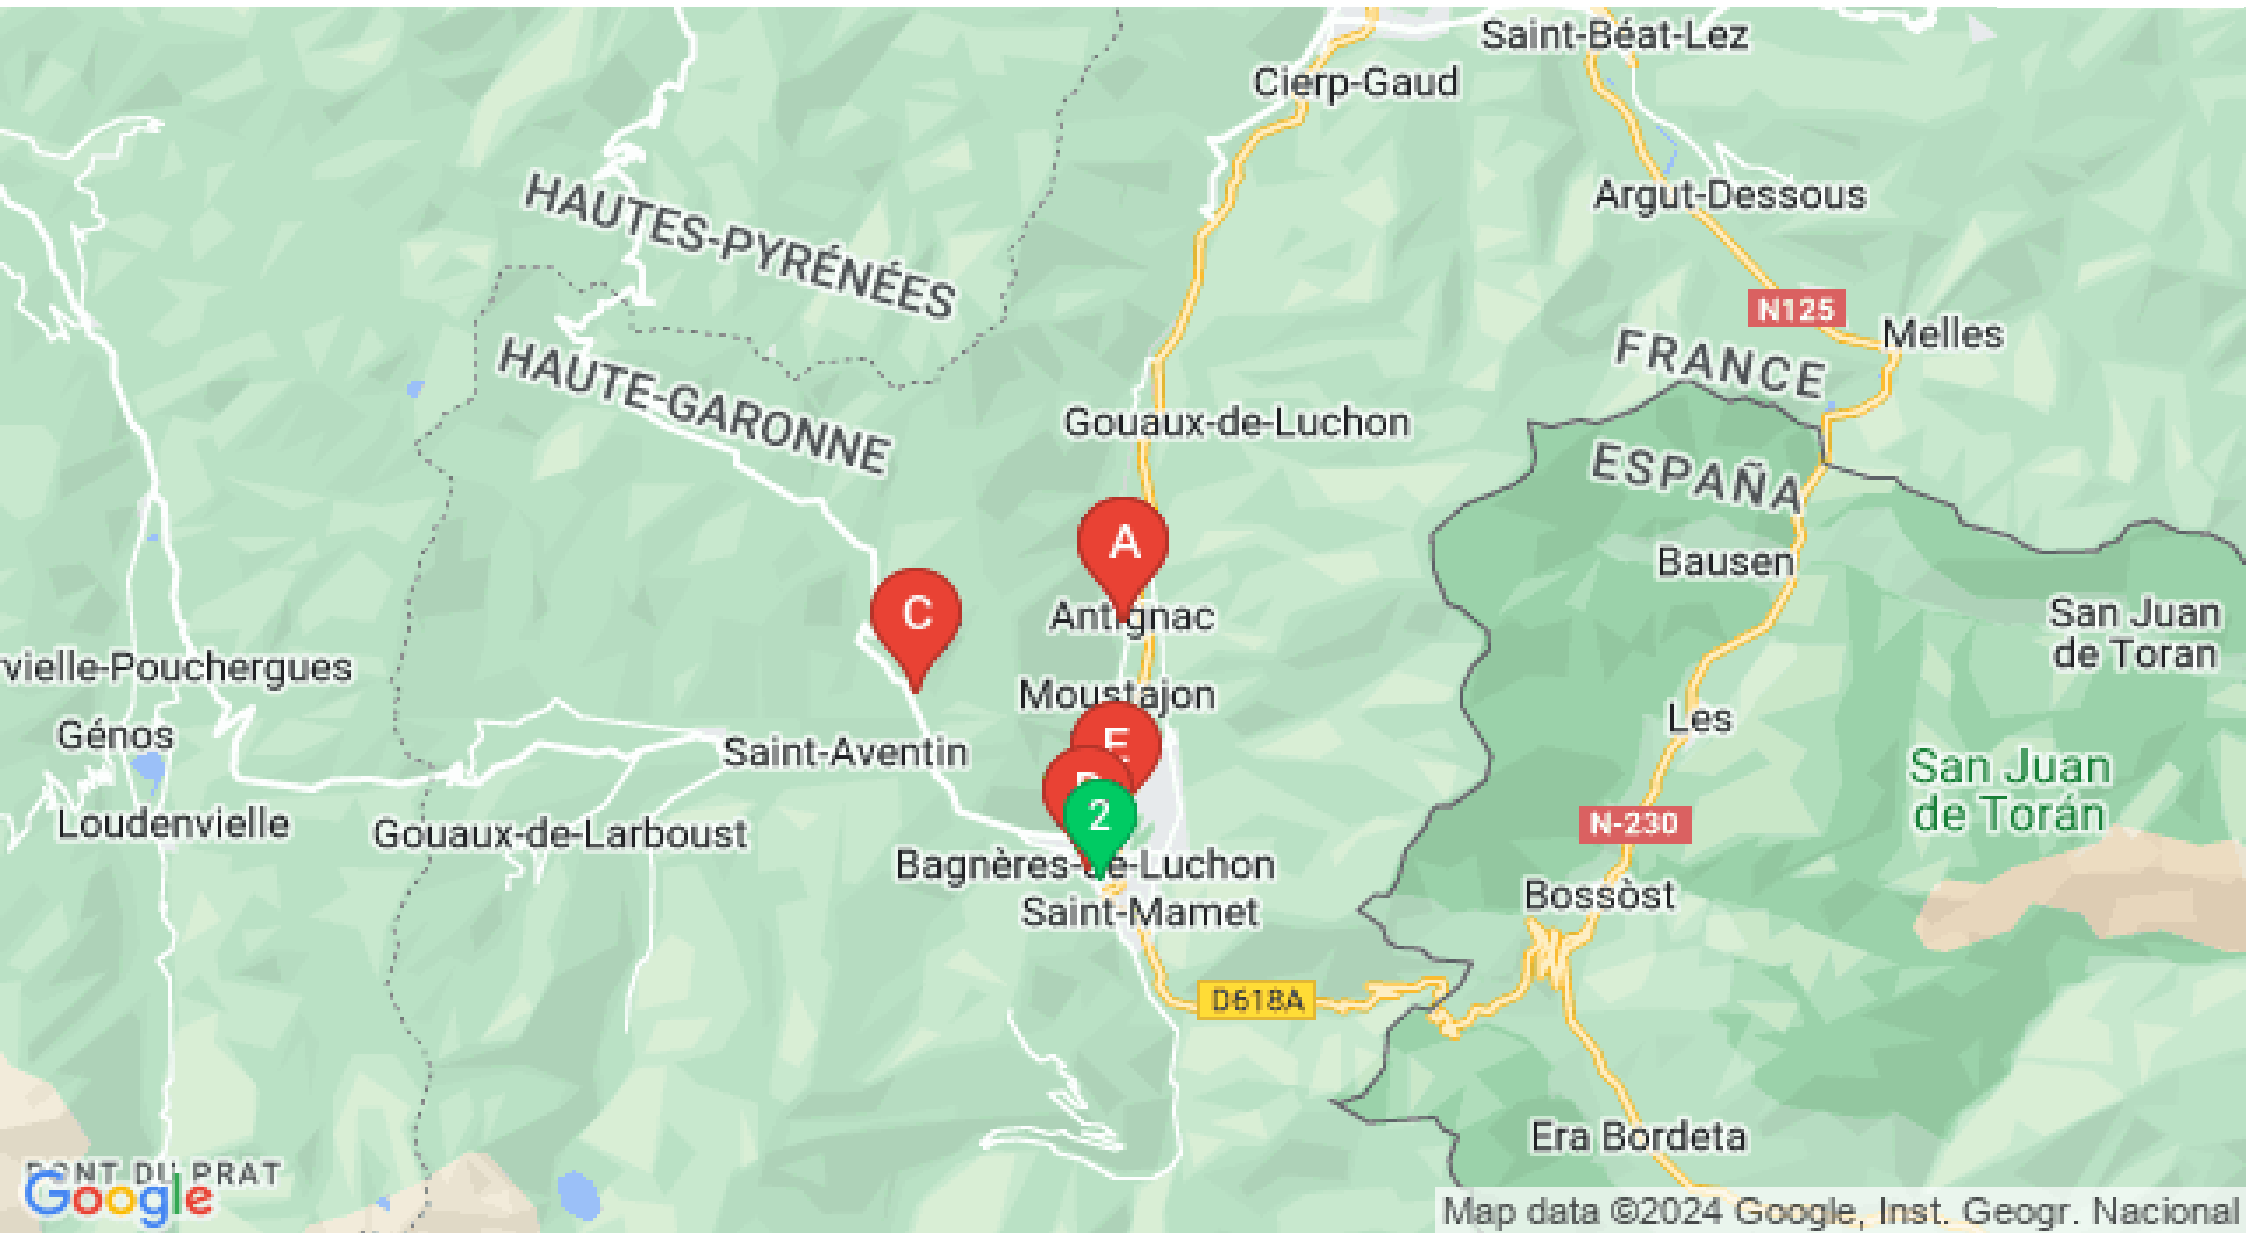 Saint-Béat-Lez
Cierp-Gaud
HAUTES-PYRÉNÉES
Argut-Dessous
N125
Melles
HAUTE-GARONNE
FRANCE
Gouaux-de-Luchon
ESPAÑA
A
Bausen
C
Antignac
San Juan
de Toran
vielle-Pouchergues
Moustajon
Les
Génos
E
Saint-Aventin
San Juan
de Torán
2
Loudenvielle
Gouaux-de-Larboust
N-230
Bagnères-de-Luchon
Bossòst
Saint-Mamet
D618A
Era Bordeta
PONT DU PRAT
Google
Map data ©2024 Google, Inst. Geogr. Nacional